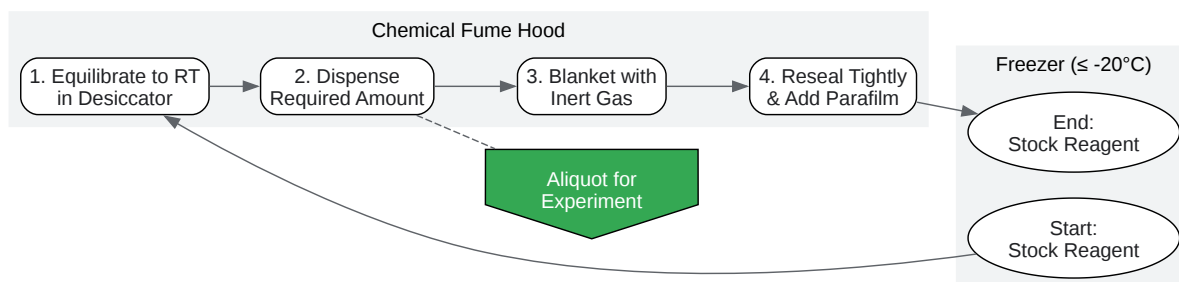 Chemical Fume Hood
1. Equilibrate to RT
in Desiccator
2. Dispense
Required Amount
3. Blanket with
Inert Gas
4. Reseal Tightly
& Add Parafilm
Freezer (≤ -20°C)
End:
Stock Reagent
Aliquot for
Experiment
Start:
Stock Reagent